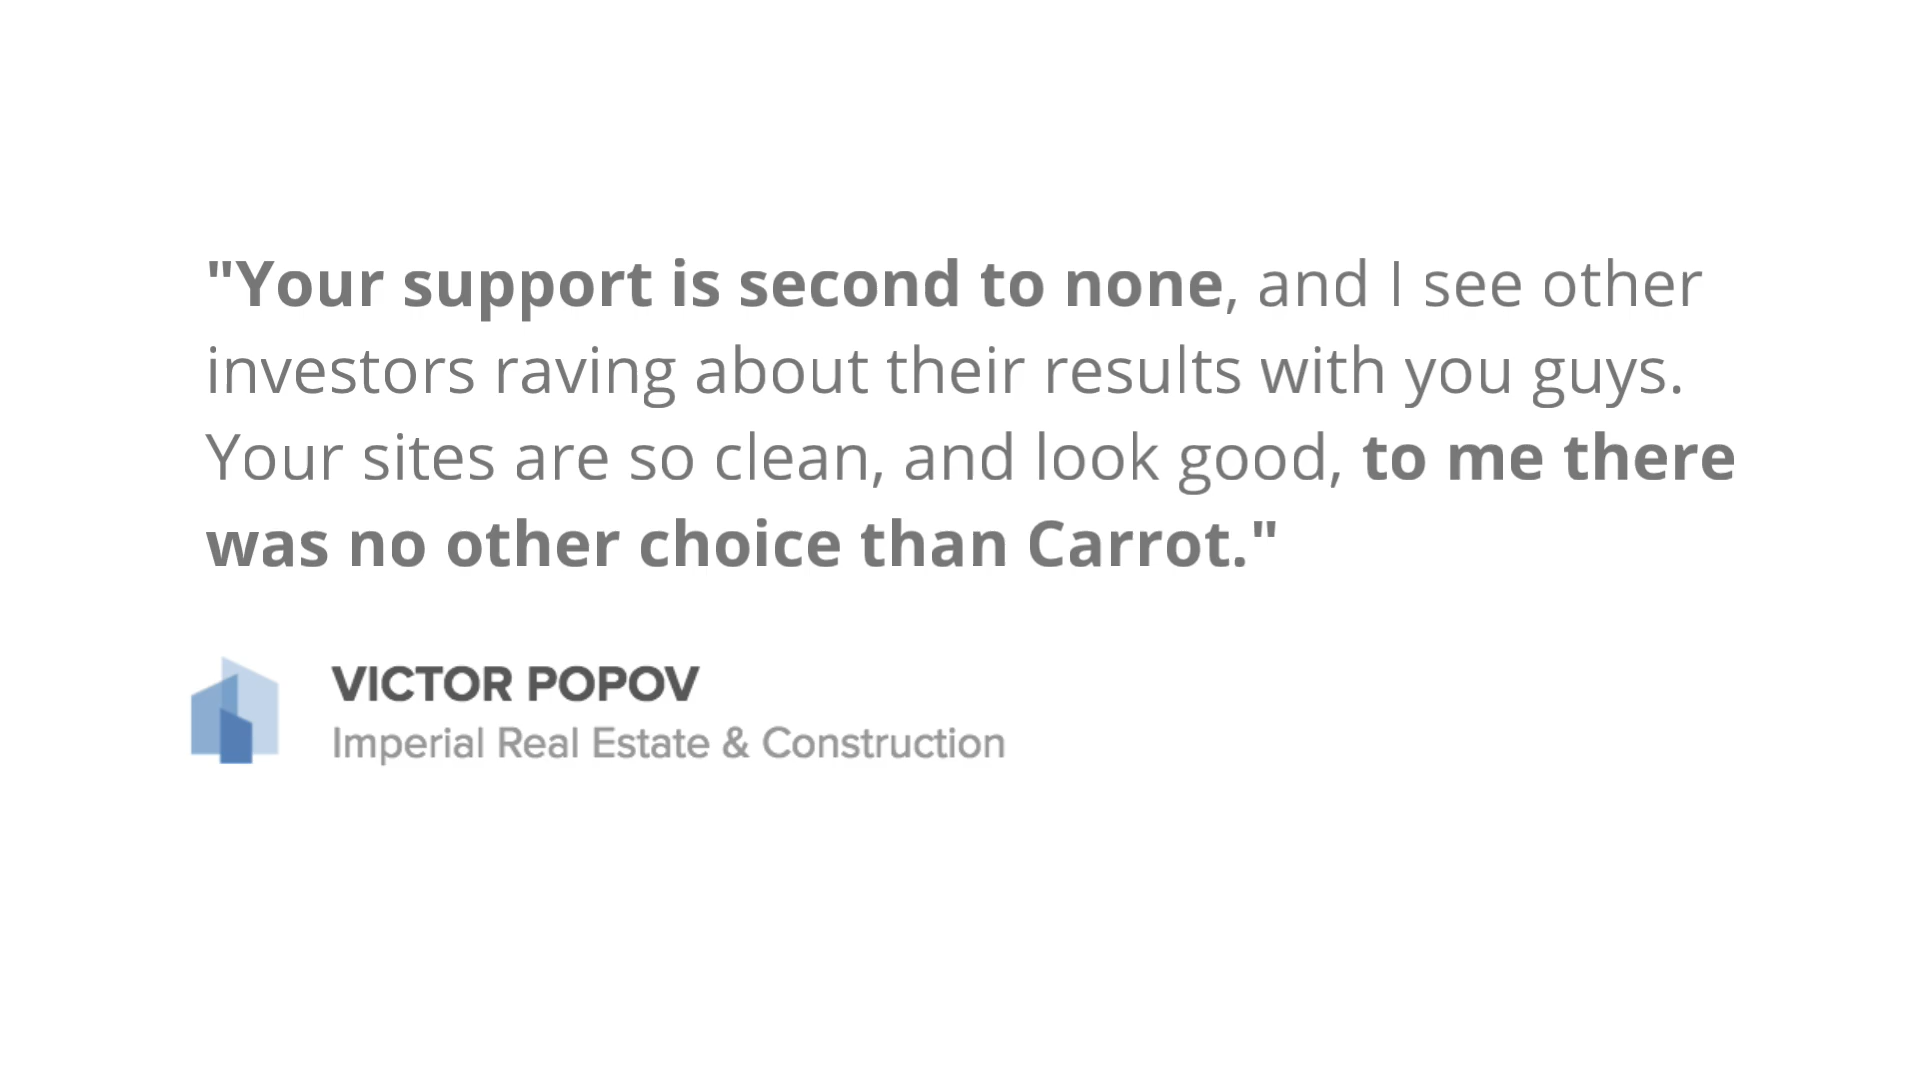 "Your support is second to none, and I see other
investors raving about their results with you guys.
Your sites are so clean, and look good, to me there
was no other choice than Carrot."
VICTOR POPOV
Imperial Real Estate & Construction